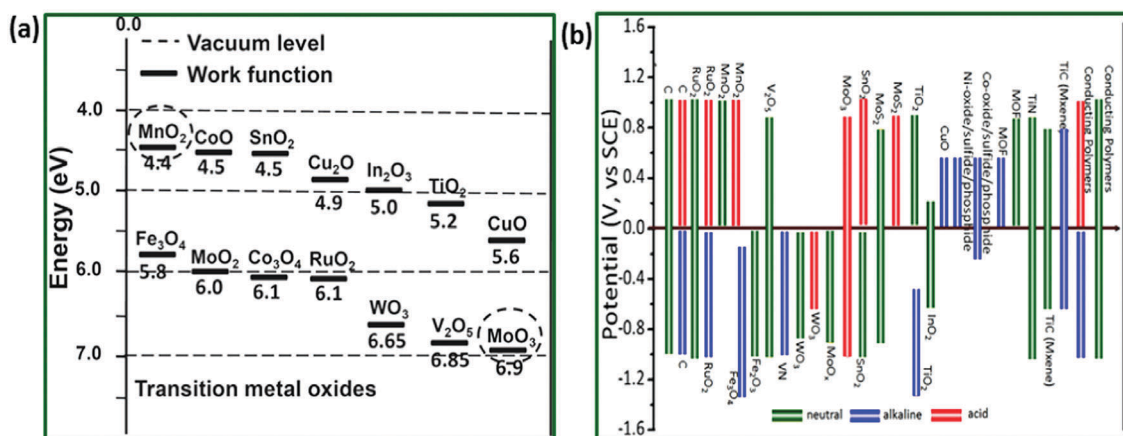 (a)
0.0
Vacuum level
Work function
4.0
5.0
6.0
7.0
Energy (eV)
MnO₂
4.4
CoO
4.5
SnO₂
4.5
Cu₂O
4.9
In₂O₃
5.0
TiO₂
5.2
CuO
5.6
Fe₃O₄
5.8
MoO₂
6.0
Co₃O₄
6.1
RuO₂
6.1
WO₃
6.65
V₂O₅
6.85
MoO₃
6.9
Transition metal oxides
(b)
Potential (V, vs SCE)
1.6
1.2
0.8
0.4
0.0
-0.4
-0.8
-1.2
-1.6
C
C
RuO₂
RuO₂
MnO₂
MnO₂
V₂O₅
MoO₃
SnO₂
MoS₂
MoS₂
TiO₂
CuO
Ni-oxide/sulfide/phosphide
Co-oxide/sulfide/phosphide
MOF
MOF
TiN
TiC (Mxene)
Conducting Polymers
Conducting Polymers
C
RuO₂
Fe₃O₄
Fe₂O₃
VN
WO₃
WO₃
MoOₓ
SnO₂
TiO₂
InO₂
TiC (Mxene)
neutral
alkaline
acid